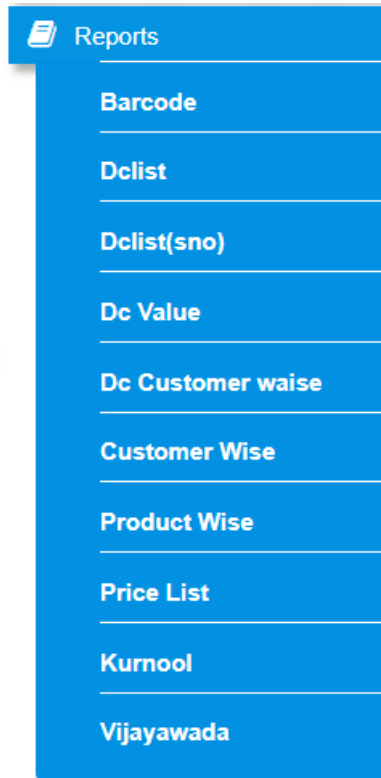 Reports
Barcode
Dclist
Dclist(sno)
Dc Value
Dc Customer waise
Customer Wise
Product Wise
Price List
Kurnool
Vijayawada